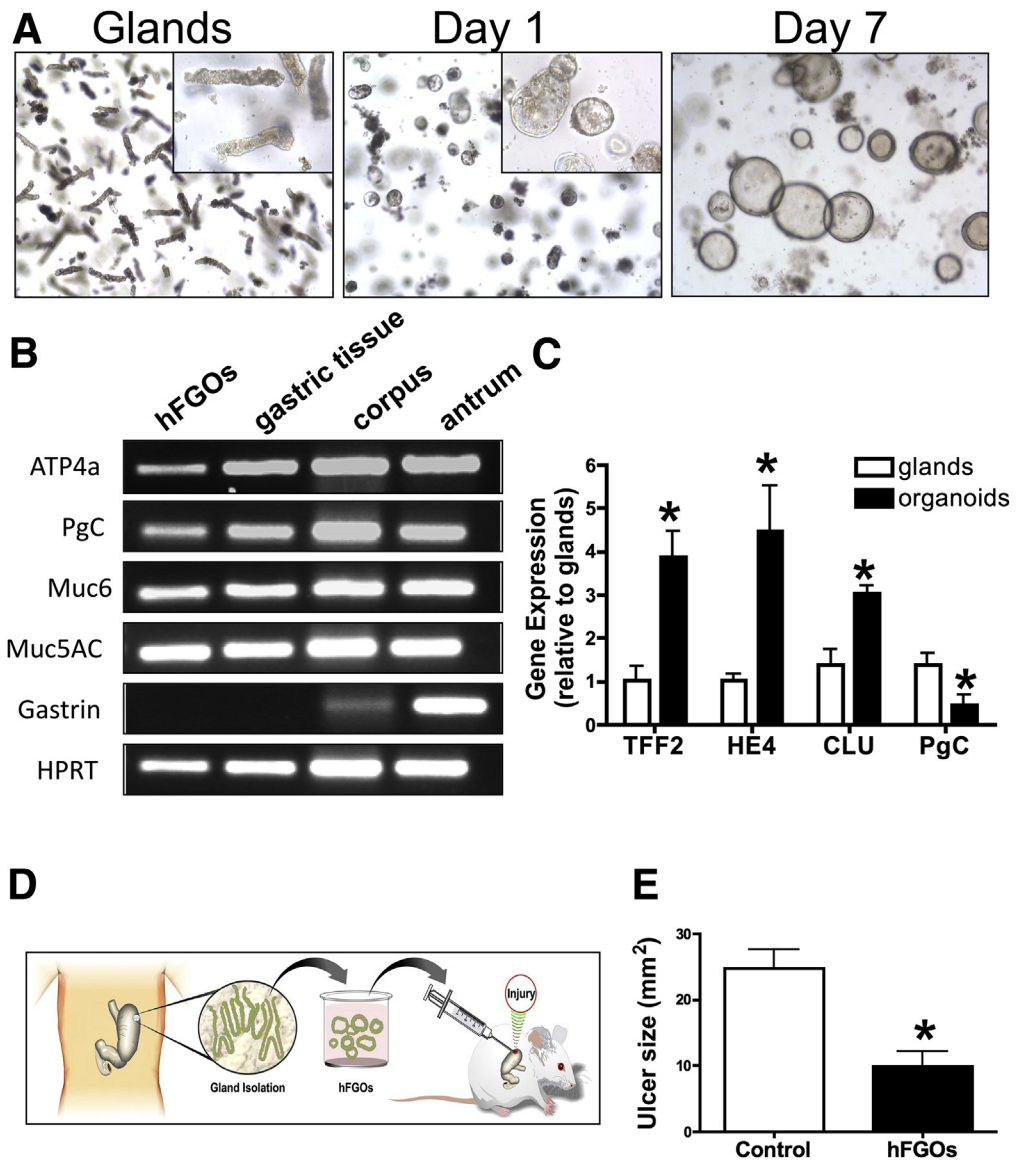 A
Glands
Day 1
Day 7
B
hFGOs
gastric tissue
corpus
antrum
ATP4a
PgC
Muc6
Muc5AC
Gastrin
HPRT
C
Gene Expression
(relative to glands)
6
5
4
3
2
1
0
* * * *
glands
organoids
TFF2 HE4 CLU PgC
D
Injury
Gland Isolation
hFGOs
E
Ulcer size (mm²)
30
20
10
0
*
Control hFGOs